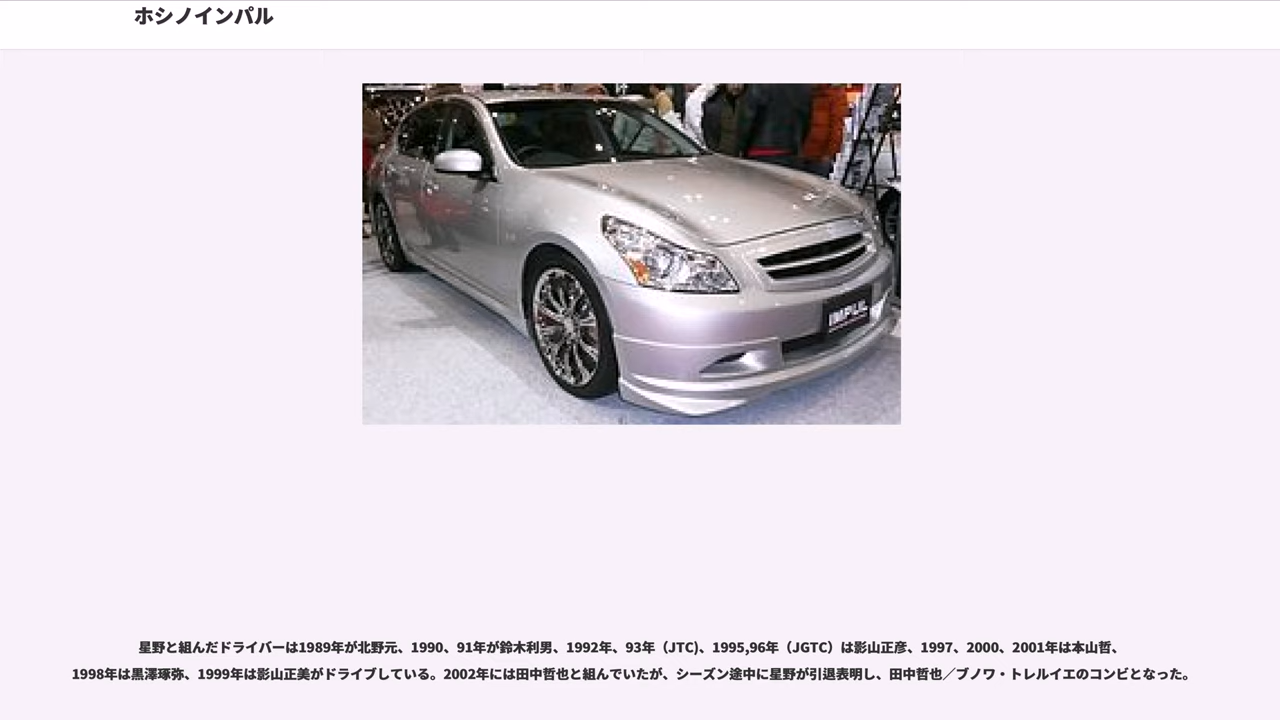 ホシノインパル
IMPUL
星野と組んだドライバーは1989年が北野元、1990、91年が鈴木利男、1992年、93年（JTC)、1995,96年（JGTC）は影山正彦、1997、2000、2001年は本山哲、
1998年は黒澤琢弥、1999年は影山正美がドライブしている。2002年には田中哲也と組んでいたが、シーズン途中に星野が引退表明し、田中哲也／ブノワ・トレルイエのコンビとなった。